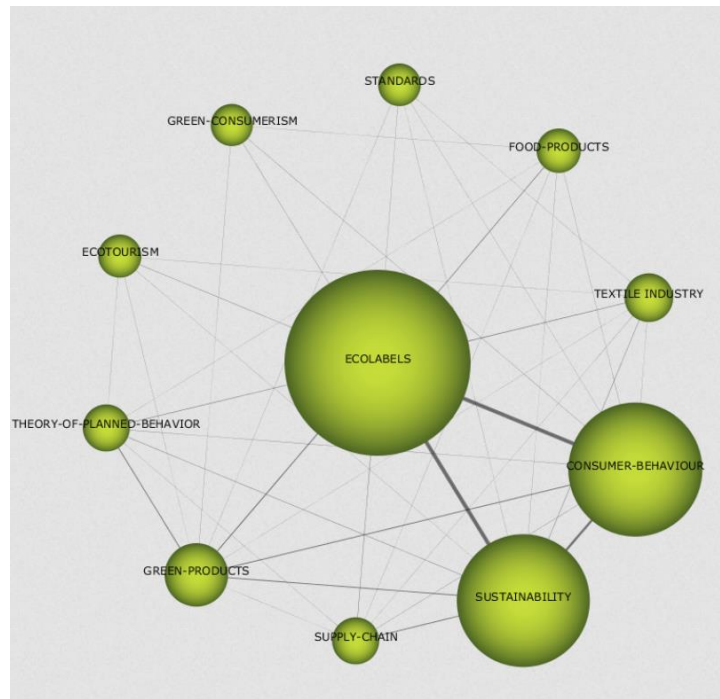 STANDARDS
GREEN-CONSUMERISM
FOOD-PRODUCTS
ECOTOURISM
TEXTILE INDUSTRY
ECOLABELS
THEORY-OF-PLANNED-BEHAVIOR
CONSUMER-BEHAVIOUR
GREEN-PRODUCTS
SUSTAINABILITY
SUPPLY-CHAIN